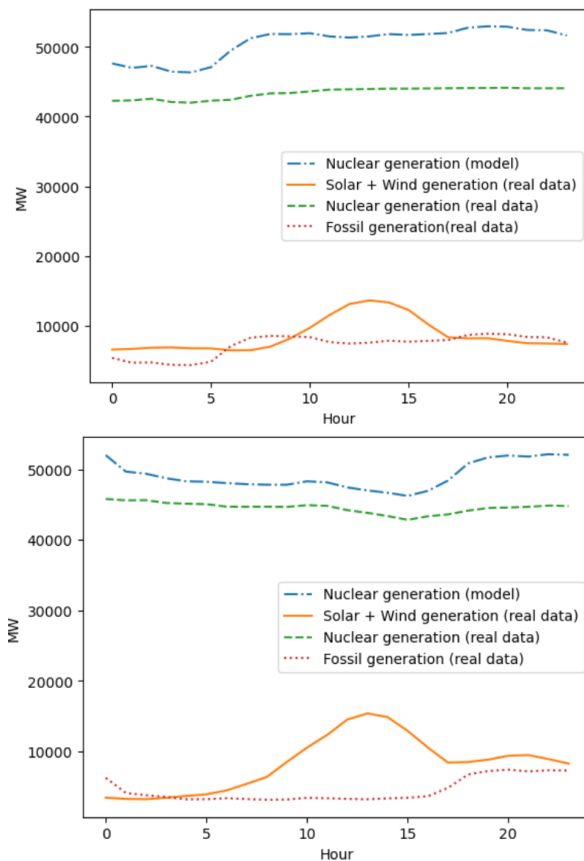 50000
40000
30000
20000
10000
MW
Nuclear generation (model)
Solar + Wind generation (real data)
Nuclear generation (real data)
Fossil generation(real data)
0 5 10 15 20
Hour
50000
40000
30000
20000
10000
MW
Nuclear generation (model)
Solar + Wind generation (real data)
Nuclear generation (real data)
Fossil generation (real data)
0 5 10 15 20
Hour